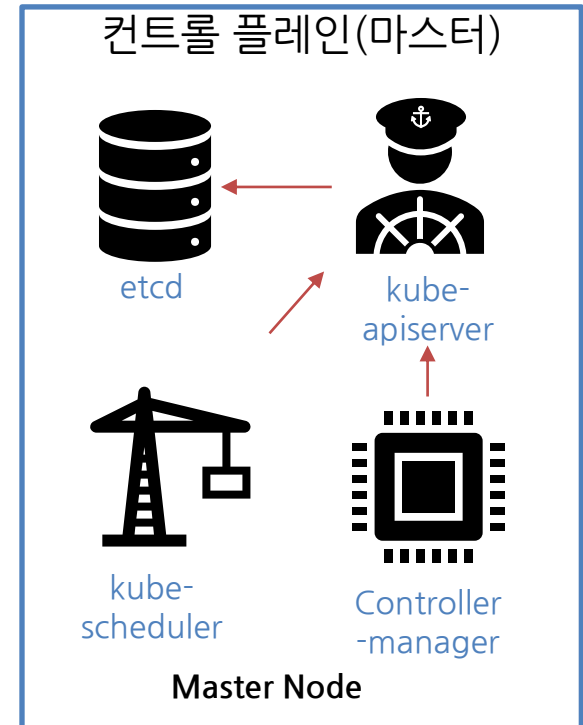 컨트롤 플레인(마스터)
etcd
kube-
apiserver
kube-
scheduler
Controller
-manager
Master Node